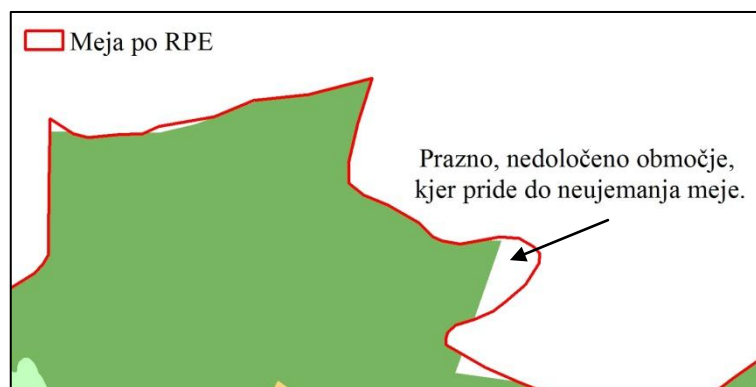 Meja po RPE
Prazno, nedoločeno območje,
kjer pride do neujemanja meje.